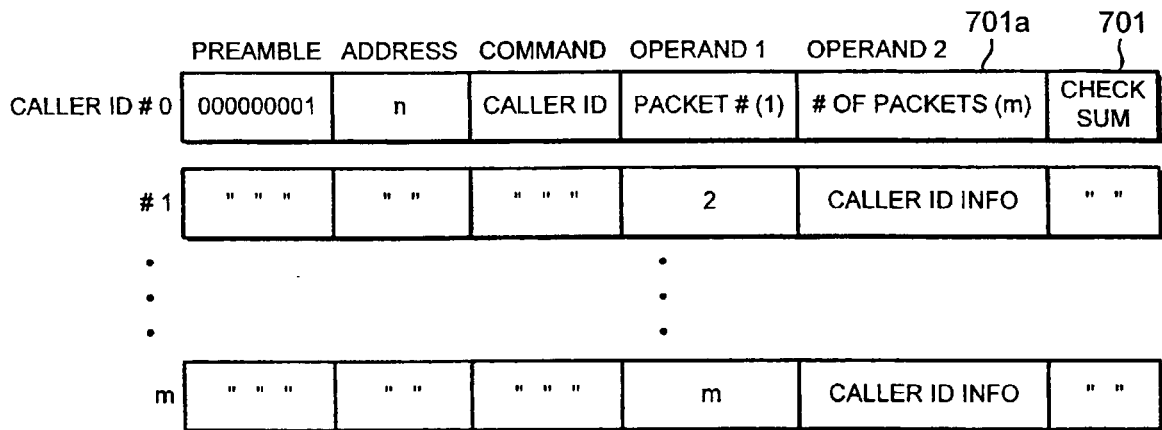 701a 701
PREAMBLE ADDRESS COMMAND OPERAND 1 OPERAND 2
CALLER ID # 0 000000001 n CALLER ID PACKET # (1) # OF PACKETS (m) CHECK SUM
# 1 " " " " " " " " 2 CALLER ID INFO " "
m " " " " " " " " m CALLER ID INFO " "